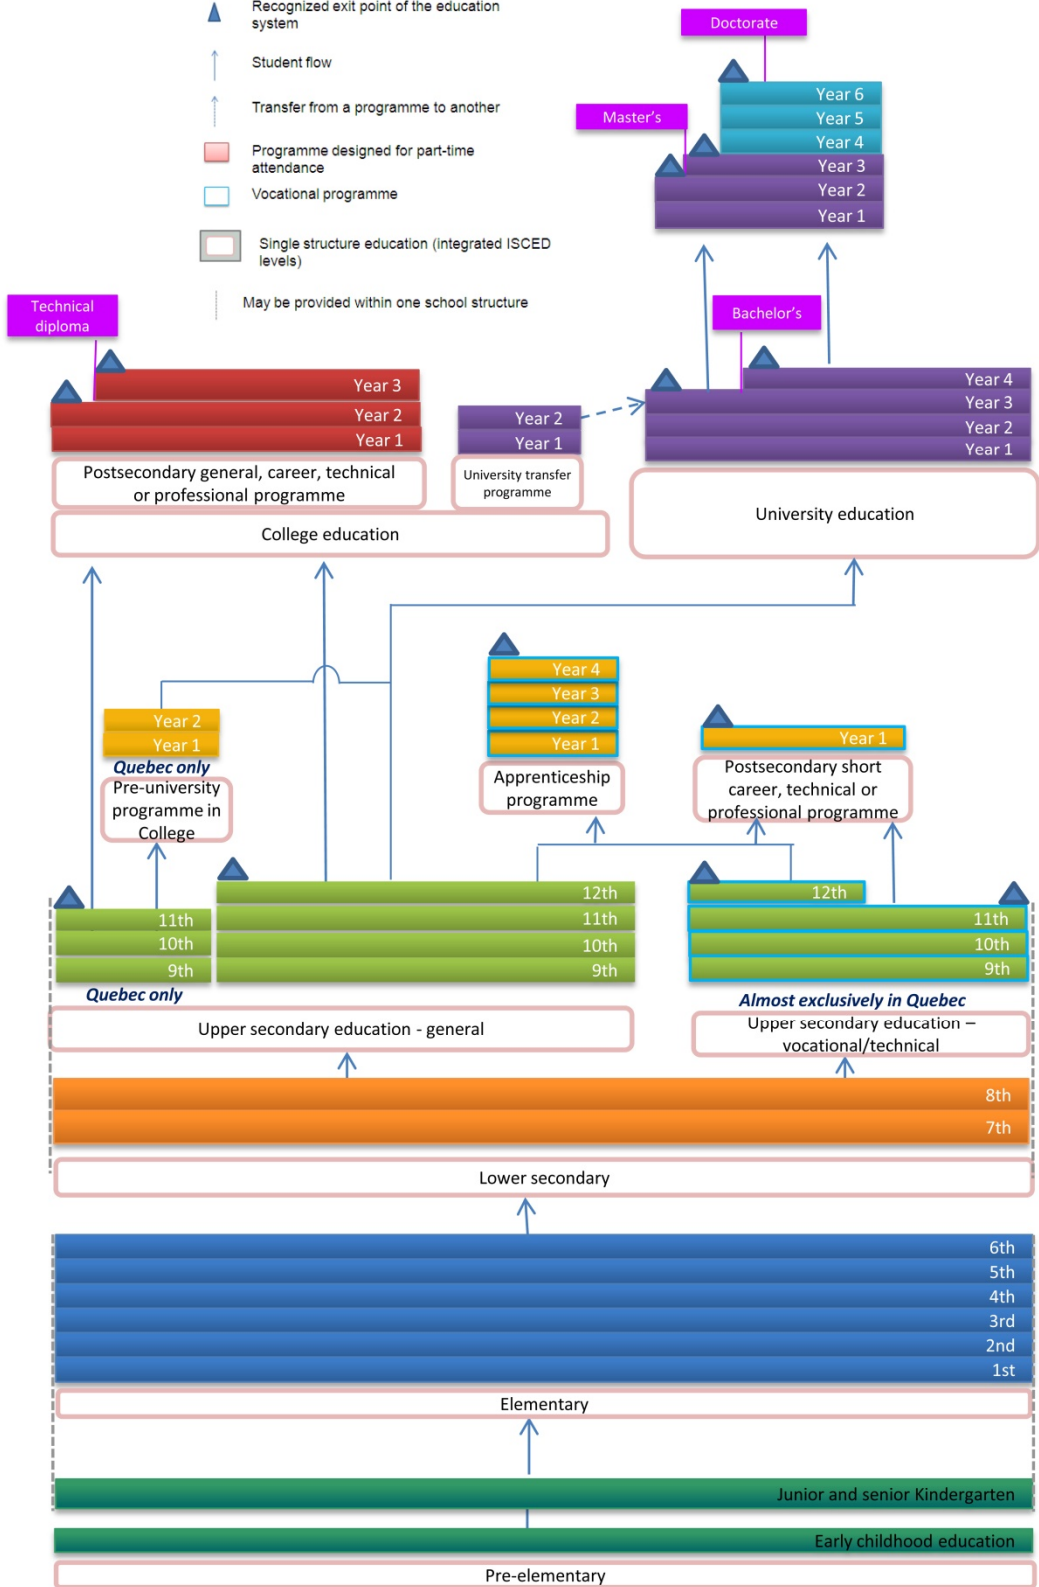 Recognized exit point of the education
system
Student flow
Transfer from a programme to another
Programme designed for part-time
attendance
Vocational programme
Single structure education (integrated ISCED
levels)
May be provided within one school structure
Doctorate
Year 6
Year 5
Year 4
Master's
Year 3
Year 2
Year 1
Technical
diploma
Year 3
Year 2
Year 1
Postsecondary general, career, technical
or professional programme
Year 2
Year 1
University transfer
programme
College education
Bachelor's
Year 4
Year 3
Year 2
Year 1
University education
Year 2
Year 1
Quebec only
Pre-university
programme in
College
Year 4
Year 3
Year 2
Year 1
Apprenticeship
programme
Year 1
Postsecondary short
career, technical or
professional programme
11th
10th
9th
Quebec only
12th
11th
10th
9th
Upper secondary education - general
12th
11th
10th
9th
Almost exclusively in Quebec
Upper secondary education –
vocational/technical
8th
7th
Lower secondary
6th
5th
4th
3rd
2nd
1st
Elementary
Junior and senior Kindergarten
Early childhood education
Pre-elementary